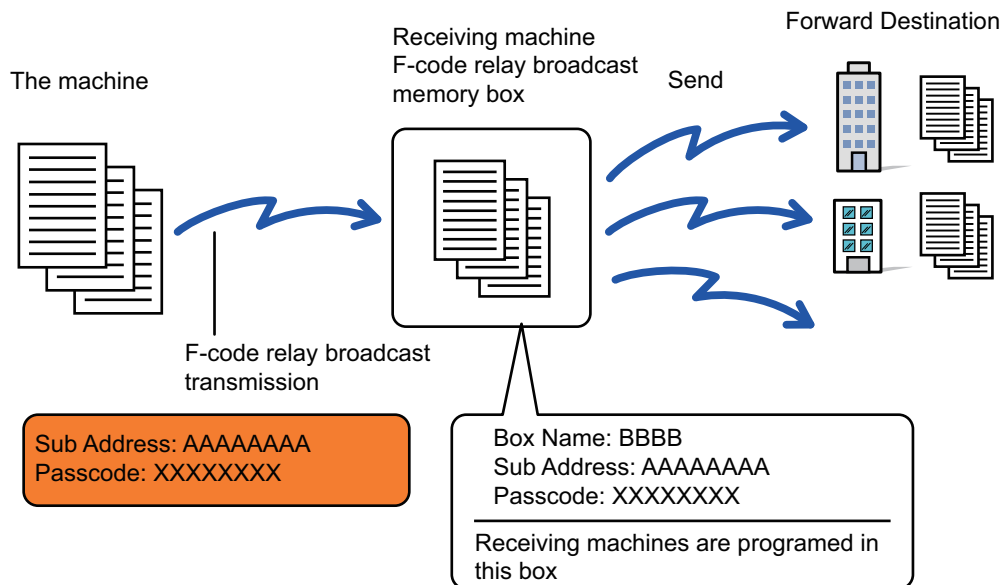 The machine
Receiving machine
F-code relay broadcast
memory box
Send
Forward Destination
F-code relay broadcast
transmission
Sub Address: AAAAAAAA
Passcode: XXXXXXXX
Box Name: BBBB
Sub Address: AAAAAAAA
Passcode: XXXXXXXX
Receiving machines are programed in
this box